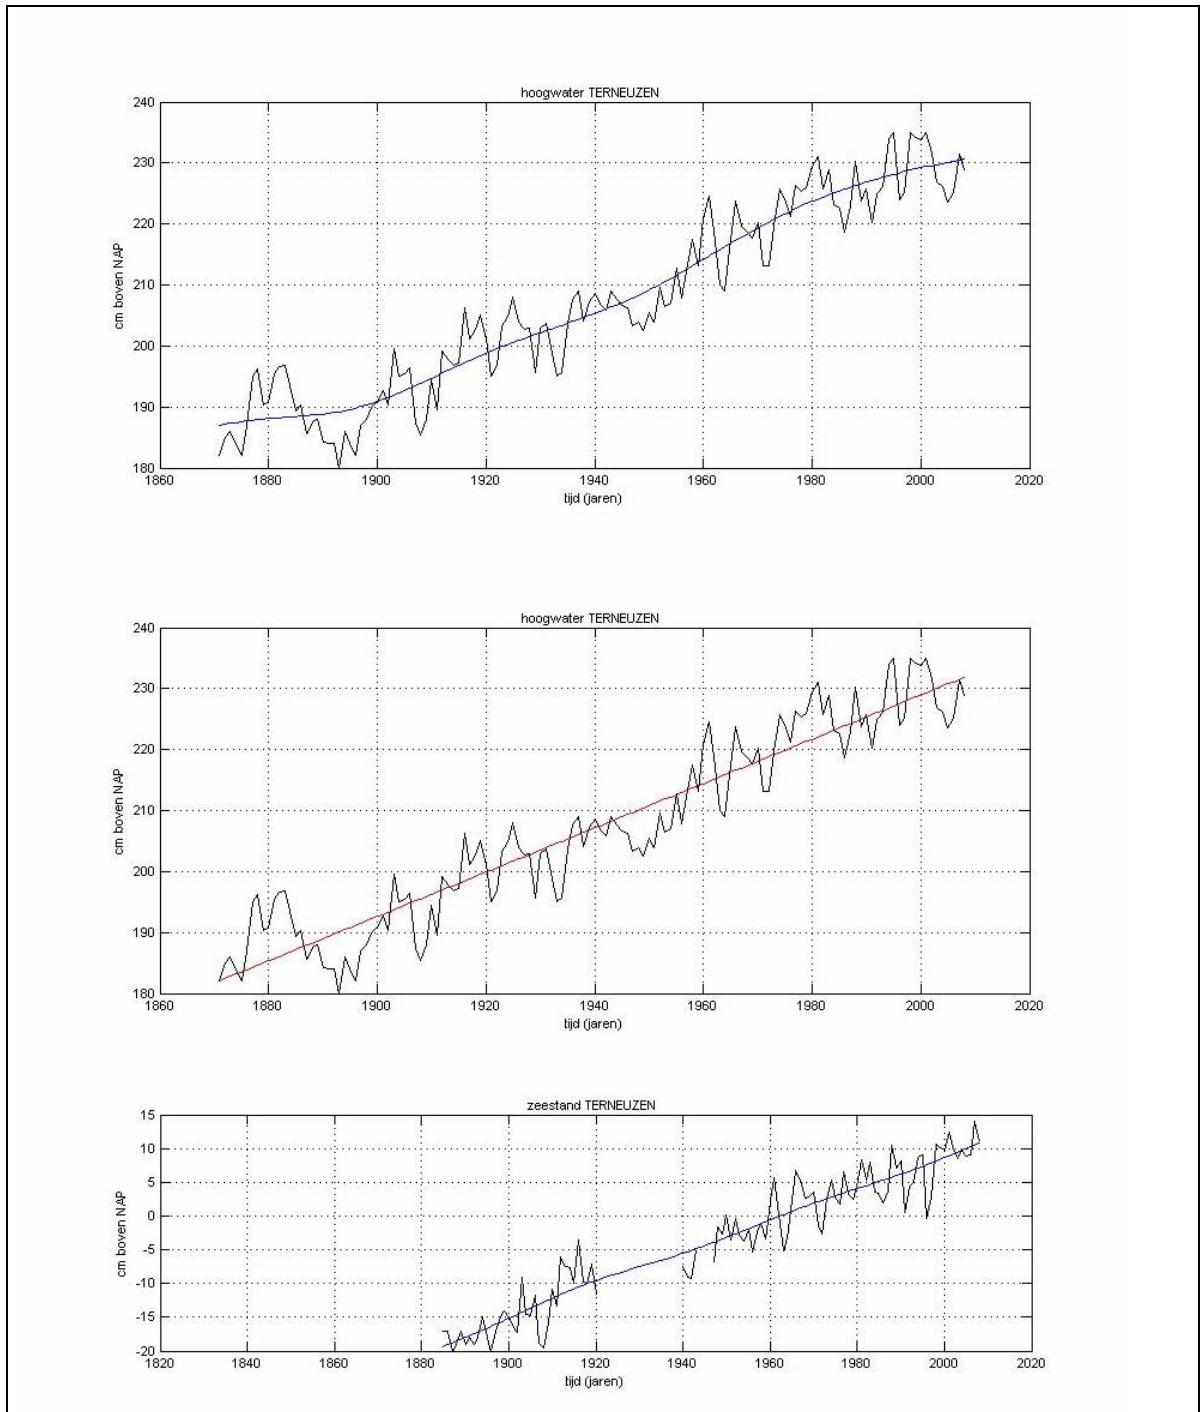 hoogwater TERNEUZEN
240
230
220
210
200
190
180
cm boven NAP
1860 1880 1900 1920 1940 1960 1980 2000 2020
tijd (jaren)
hoogwater TERNEUZEN
240
230
220
210
200
190
180
cm boven NAP
1860 1880 1900 1920 1940 1960 1980 2000 2020
tijd (jaren)
zeestand TERNEUZEN
15
10
5
0
-5
-10
-15
-20
cm boven NAP
1820 1840 1860 1880 1900 1920 1940 1960 1980 2000 2020
tijd (jaren)